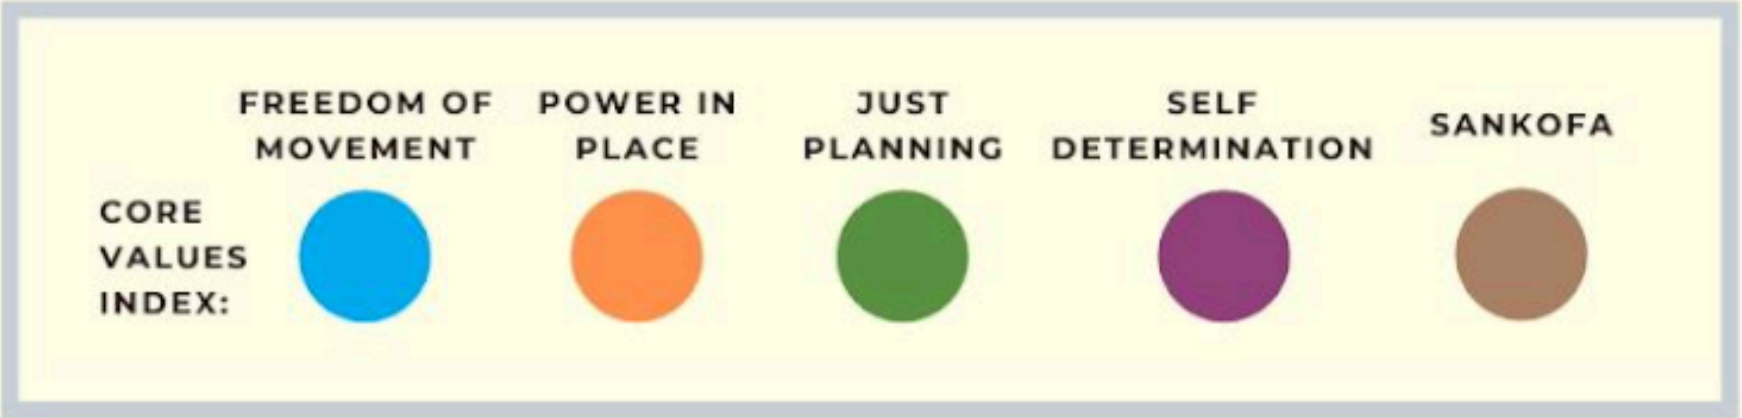 FREEDOM OF
MOVEMENT
POWER IN
PLACE
JUST
PLANNING
SELF
DETERMINATION
SANKOFA
CORE
VALUES
INDEX: